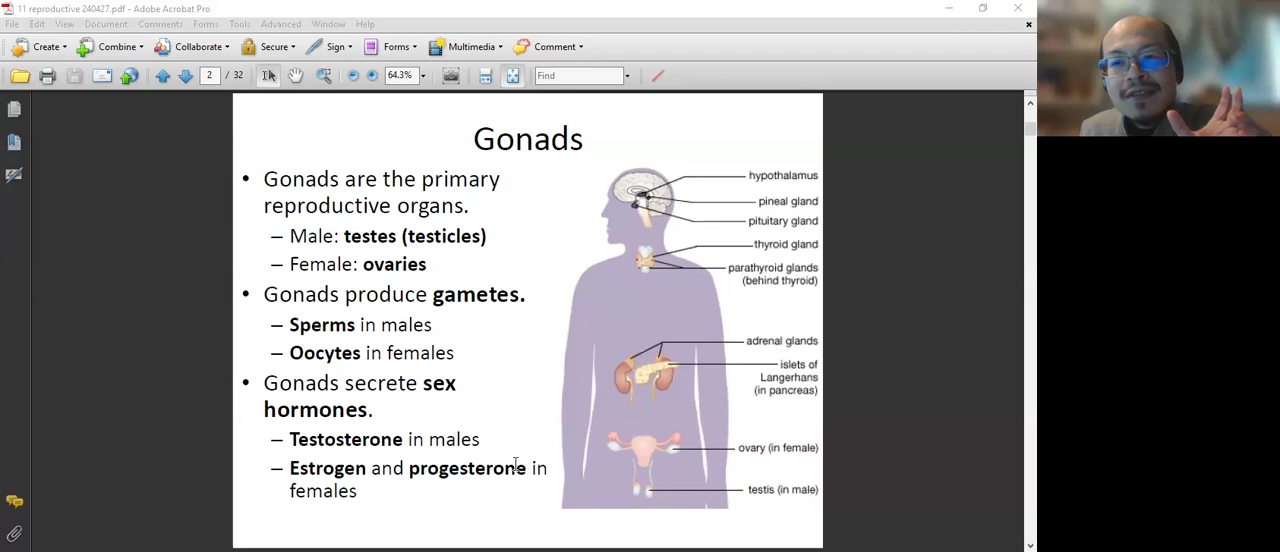 11 reproductive 240427.pdf - Adobe Acrobat Pro
File Edit View Document Comments Forms Tools Advanced Window Help
Create Combine Collaborate Secure Sign Forms Multimedia Comment
2 / 32 64.3% Find
Gonads
• Gonads are the primary
reproductive organs.
– Male: testes (testicles)
– Female: ovaries
• Gonads produce gametes.
– Sperms in males
– Oocytes in females
• Gonads secrete sex
hormones.
– Testosterone in males
– Estrogen and progesterone in
females
hypothalamus
pineal gland
pituitary gland
thyroid gland
parathyroid glands
(behind thyroid)
adrenal glands
islets of
Langerhans
(in pancreas)
ovary (in female)
testis (in male)